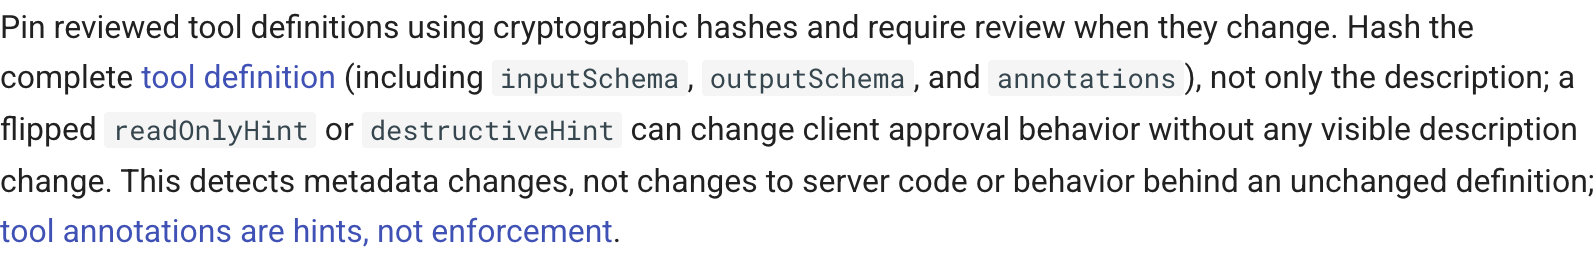 Pin reviewed tool definitions using cryptographic hashes and require review when they change. Hash the
complete tool definition (including inputSchema, outputSchema, and annotations), not only the description; a
flipped readOnlyHint or destructiveHint can change client approval behavior without any visible description
change. This detects metadata changes, not changes to server code or behavior behind an unchanged definition;
tool annotations are hints, not enforcement.